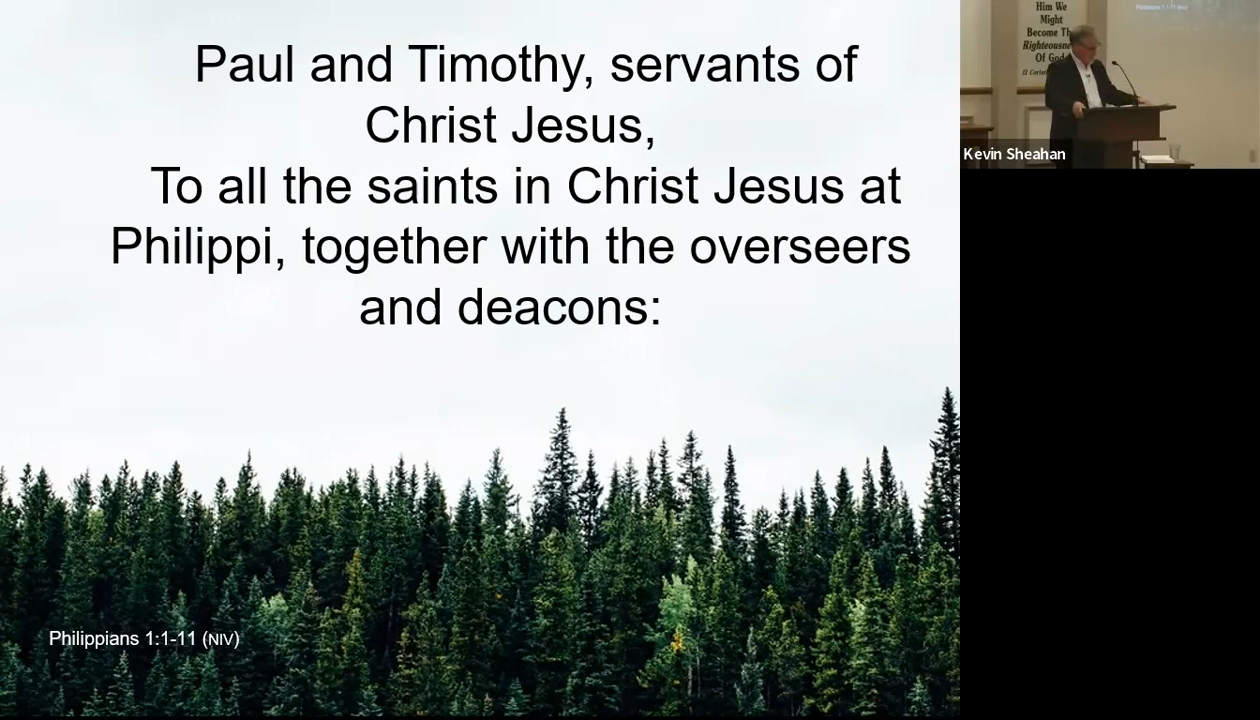 Paul and Timothy, servants of
Christ Jesus,
To all the saints in Christ Jesus at
Philippi, together with the overseers
and deacons:
Philippians 1:1-11 (NIV)
Him We
Might
Become
Righteousne
Of God
Kevin Sheahan